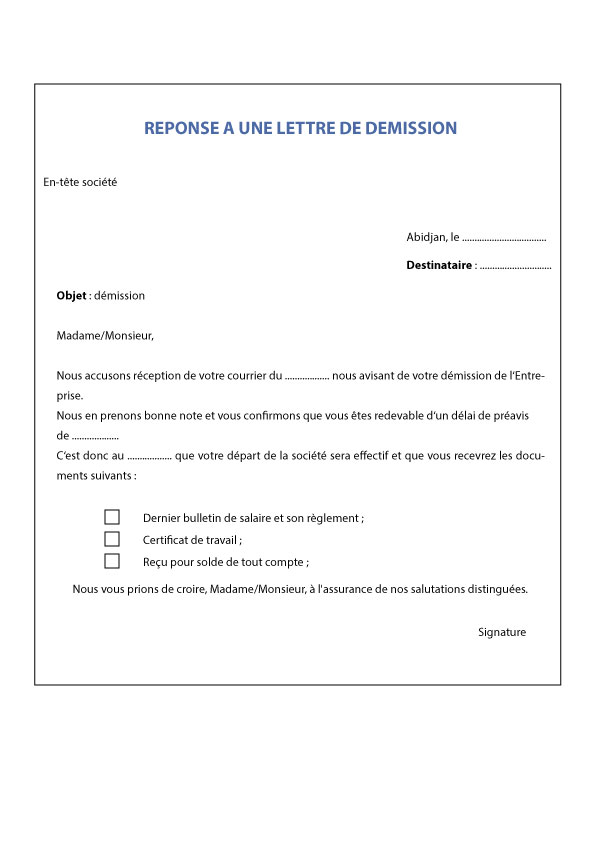 REPONSE A UNE LETTRE DE DEMISSION
En-tête société
Abidjan, le ..................................
Destinataire : .............................
Objet : démission
Madame/Monsieur,
Nous accusons réception de votre courrier du .................. nous avisant de votre démission de l'Entre-
prise.
Nous en prenons bonne note et vous confirmons que vous êtes redevable d'un délai de préavis
de ...................
C'est donc au .................. que votre départ de la société sera effectif et que vous recevrez les docu-
ments suivants :
Dernier bulletin de salaire et son règlement ;
Certificat de travail ;
Reçu pour solde de tout compte ;
Nous vous prions de croire, Madame/Monsieur, à l'assurance de nos salutations distinguées.
Signature